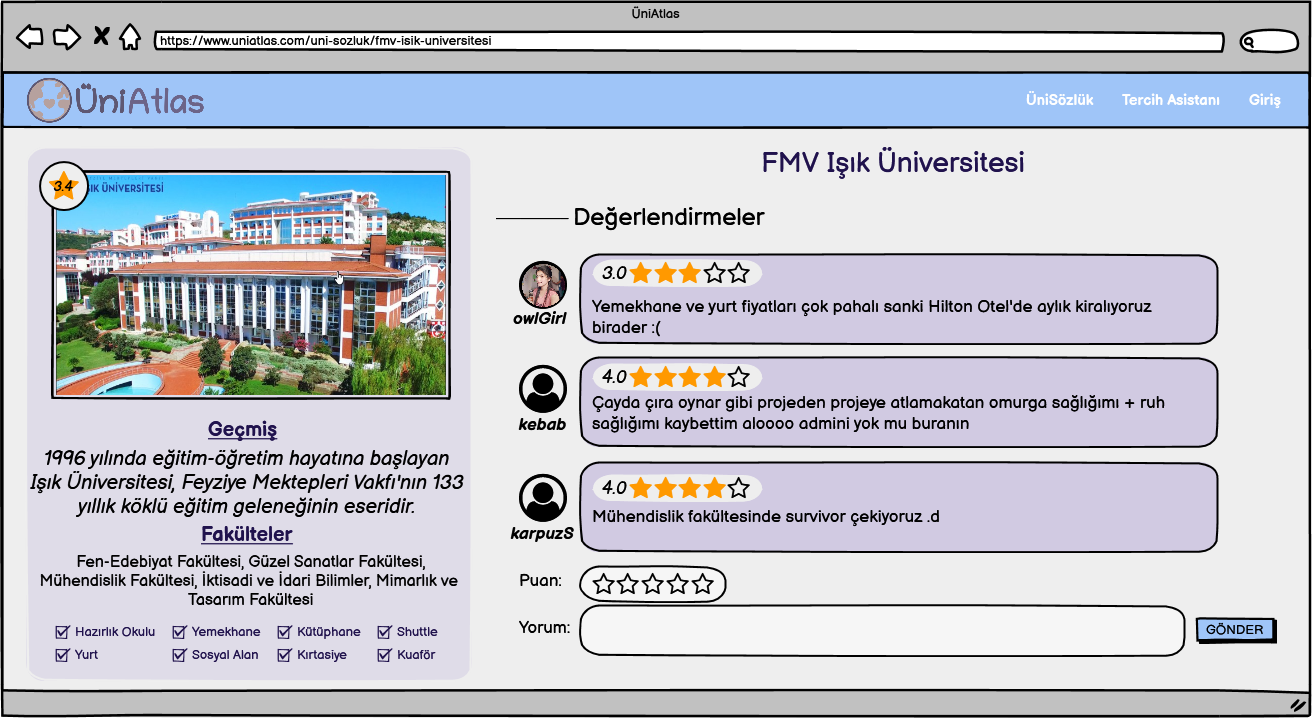 ÜniAtlas
https://www.uniatlas.com/uni-sozluk/fmv-isik-universitesi
ÜniAtlas
ÜniSözlük Tercih Asistanı Giriş
3.4
IK ÜNİVERSİTESİ
Geçmiş
1996 yılında eğitim-öğretim hayatına başlayan
Işık Üniversitesi, Feyziye Mektepleri Vakfı'nın 133
yıllık köklü eğitim geleneğinin eseridir.
Fakülteler
Fen-Edebiyat Fakültesi, Güzel Sanatlar Fakültesi,
Mühendislik Fakültesi, İktisadi ve İdari Bilimler, Mimarlık ve
Tasarım Fakültesi
Hazırlık Okulu Yemekhane Kütüphane Shuttle
Yurt Sosyal Alan Kırtasiye Kuaför
FMV Işık Üniversitesi
Değerlendirmeler
3.0
owlGirl
Yemekhane ve yurt fiyatları çok pahalı sanki Hilton Otel'de aylık kiralıyoruz
birader :(
4.0
kebab
Çayda çıra oynar gibi projeden projeye atlamakatan omurga sağlığımı + ruh
sağlığımı kaybettim aloooo admini yok mu buranın
4.0
karpuzS
Mühendislik fakültesinde survivor çekiyoruz .d
Puan:
Yorum:
GÖNDER